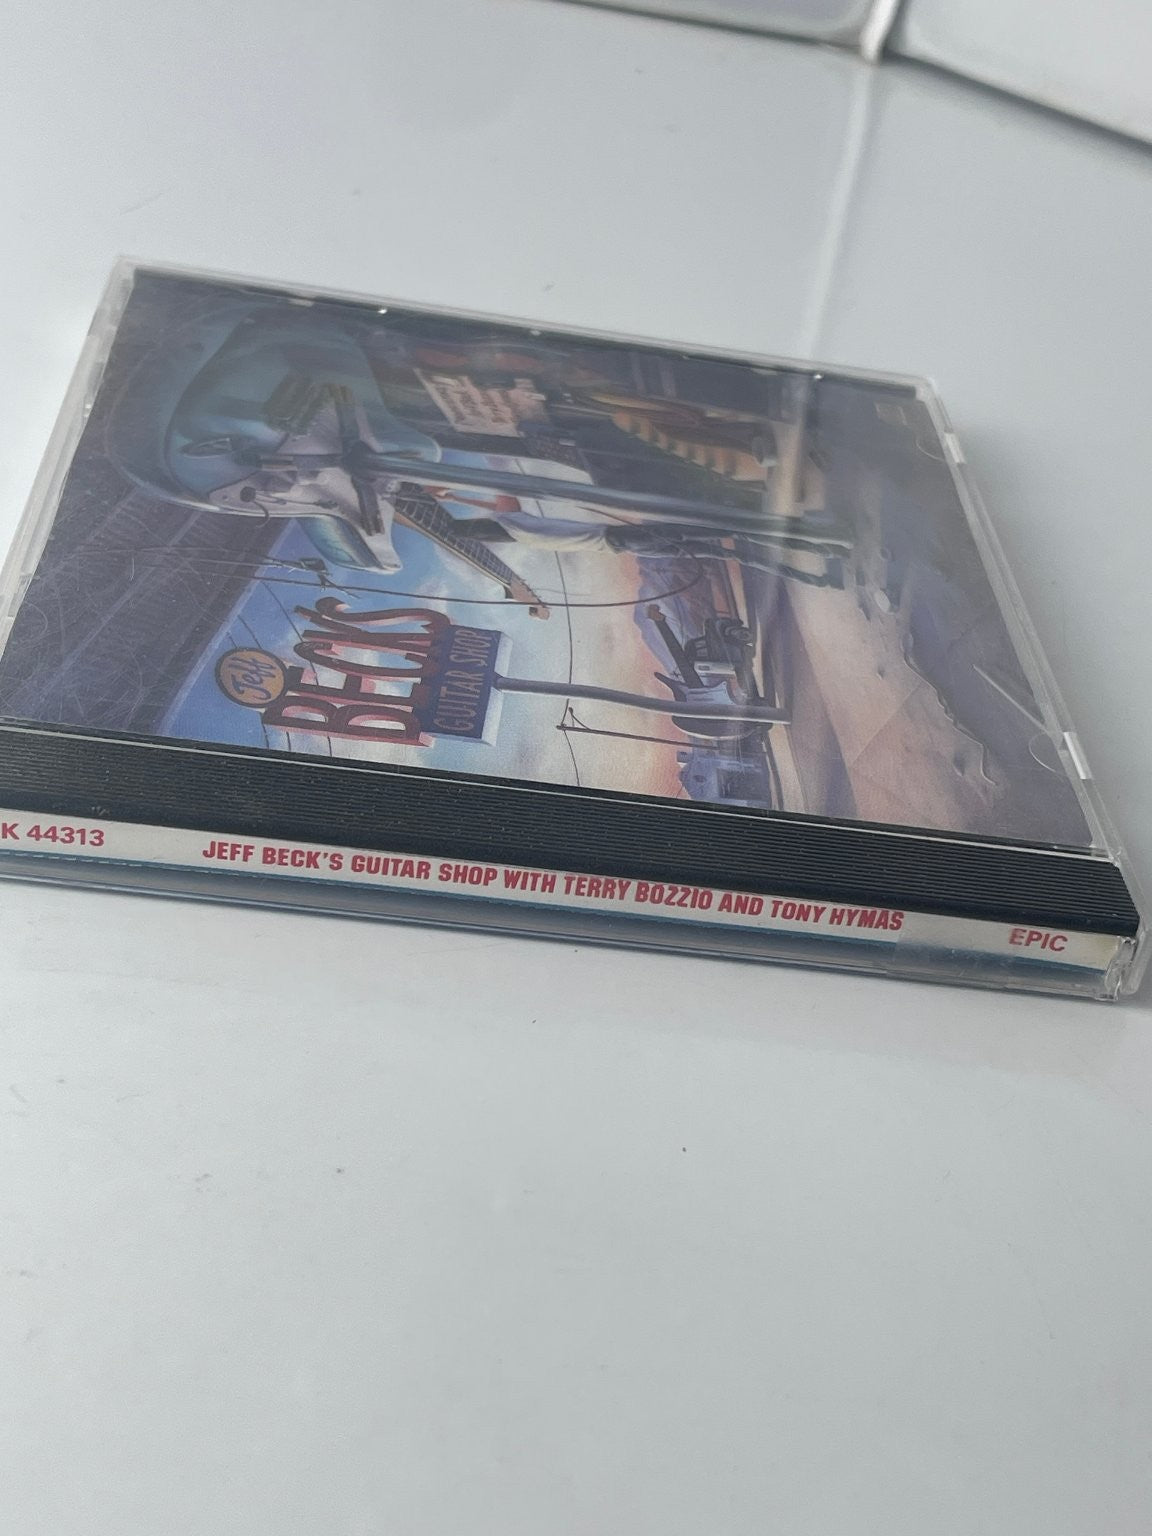 Jeff
BECK'S
GUITAR SHOP
K 44313 JEFF BECK'S GUITAR SHOP WITH TERRY BOZZIO AND TONY HYMAS EPIC